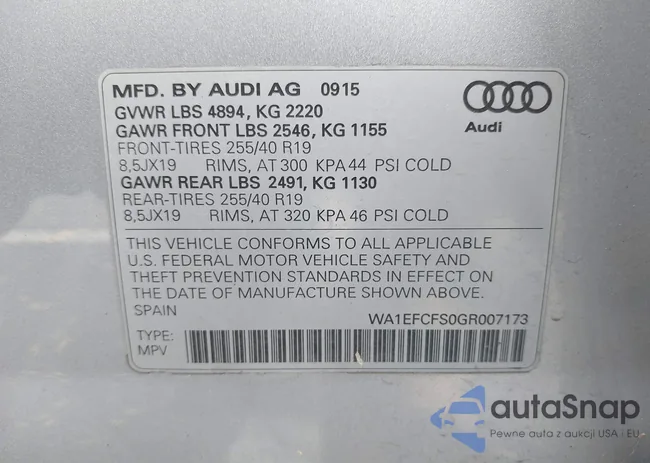 MFD. BY AUDI AG 0915
GVWR LBS 4894, KG 2220
GAWR FRONT LBS 2546, KG 1155
FRONT-TIRES 255/40 R19
8,5JX19 RIMS, AT 300 KPA 44 PSI COLD
GAWR REAR LBS 2491, KG 1130
REAR-TIRES 255/40 R19
8,5JX19 RIMS, AT 320 KPA 46 PSI COLD
Audi
THIS VEHICLE CONFORMS TO ALL APPLICABLE
U.S. FEDERAL MOTOR VEHICLE SAFETY AND
THEFT PREVENTION STANDARDS IN EFFECT ON
THE DATE OF MANUFACTURE SHOWN ABOVE.
SPAIN
WA1EFCFS0GR007173
TYPE:
MPV
autoSnap
Pewne auta z aukcji USA i EU